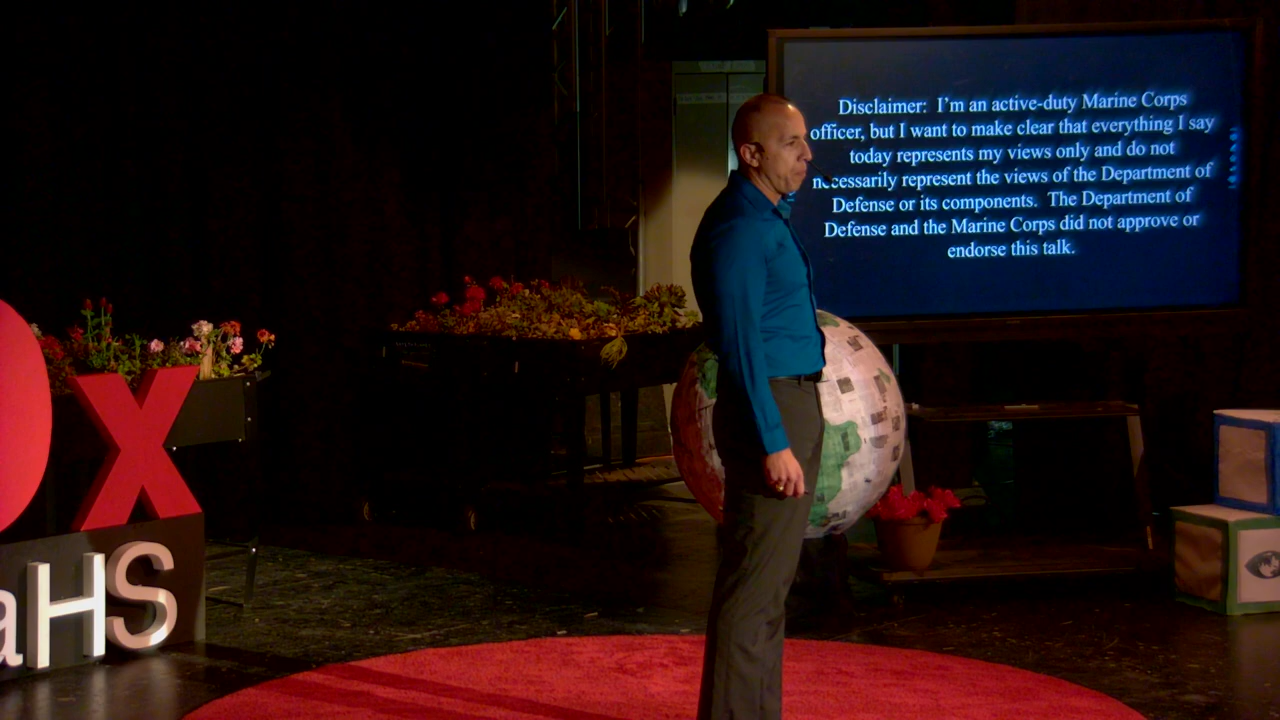 Disclaimer: I'm an active-duty Marine Corps
officer, but I want to make clear that everything I say
today represents my views only and do not
necessarily represent the views of the Department of
Defense or its components. The Department of
Defense and the Marine Corps did not approve or
endorse this talk.
x
aHS